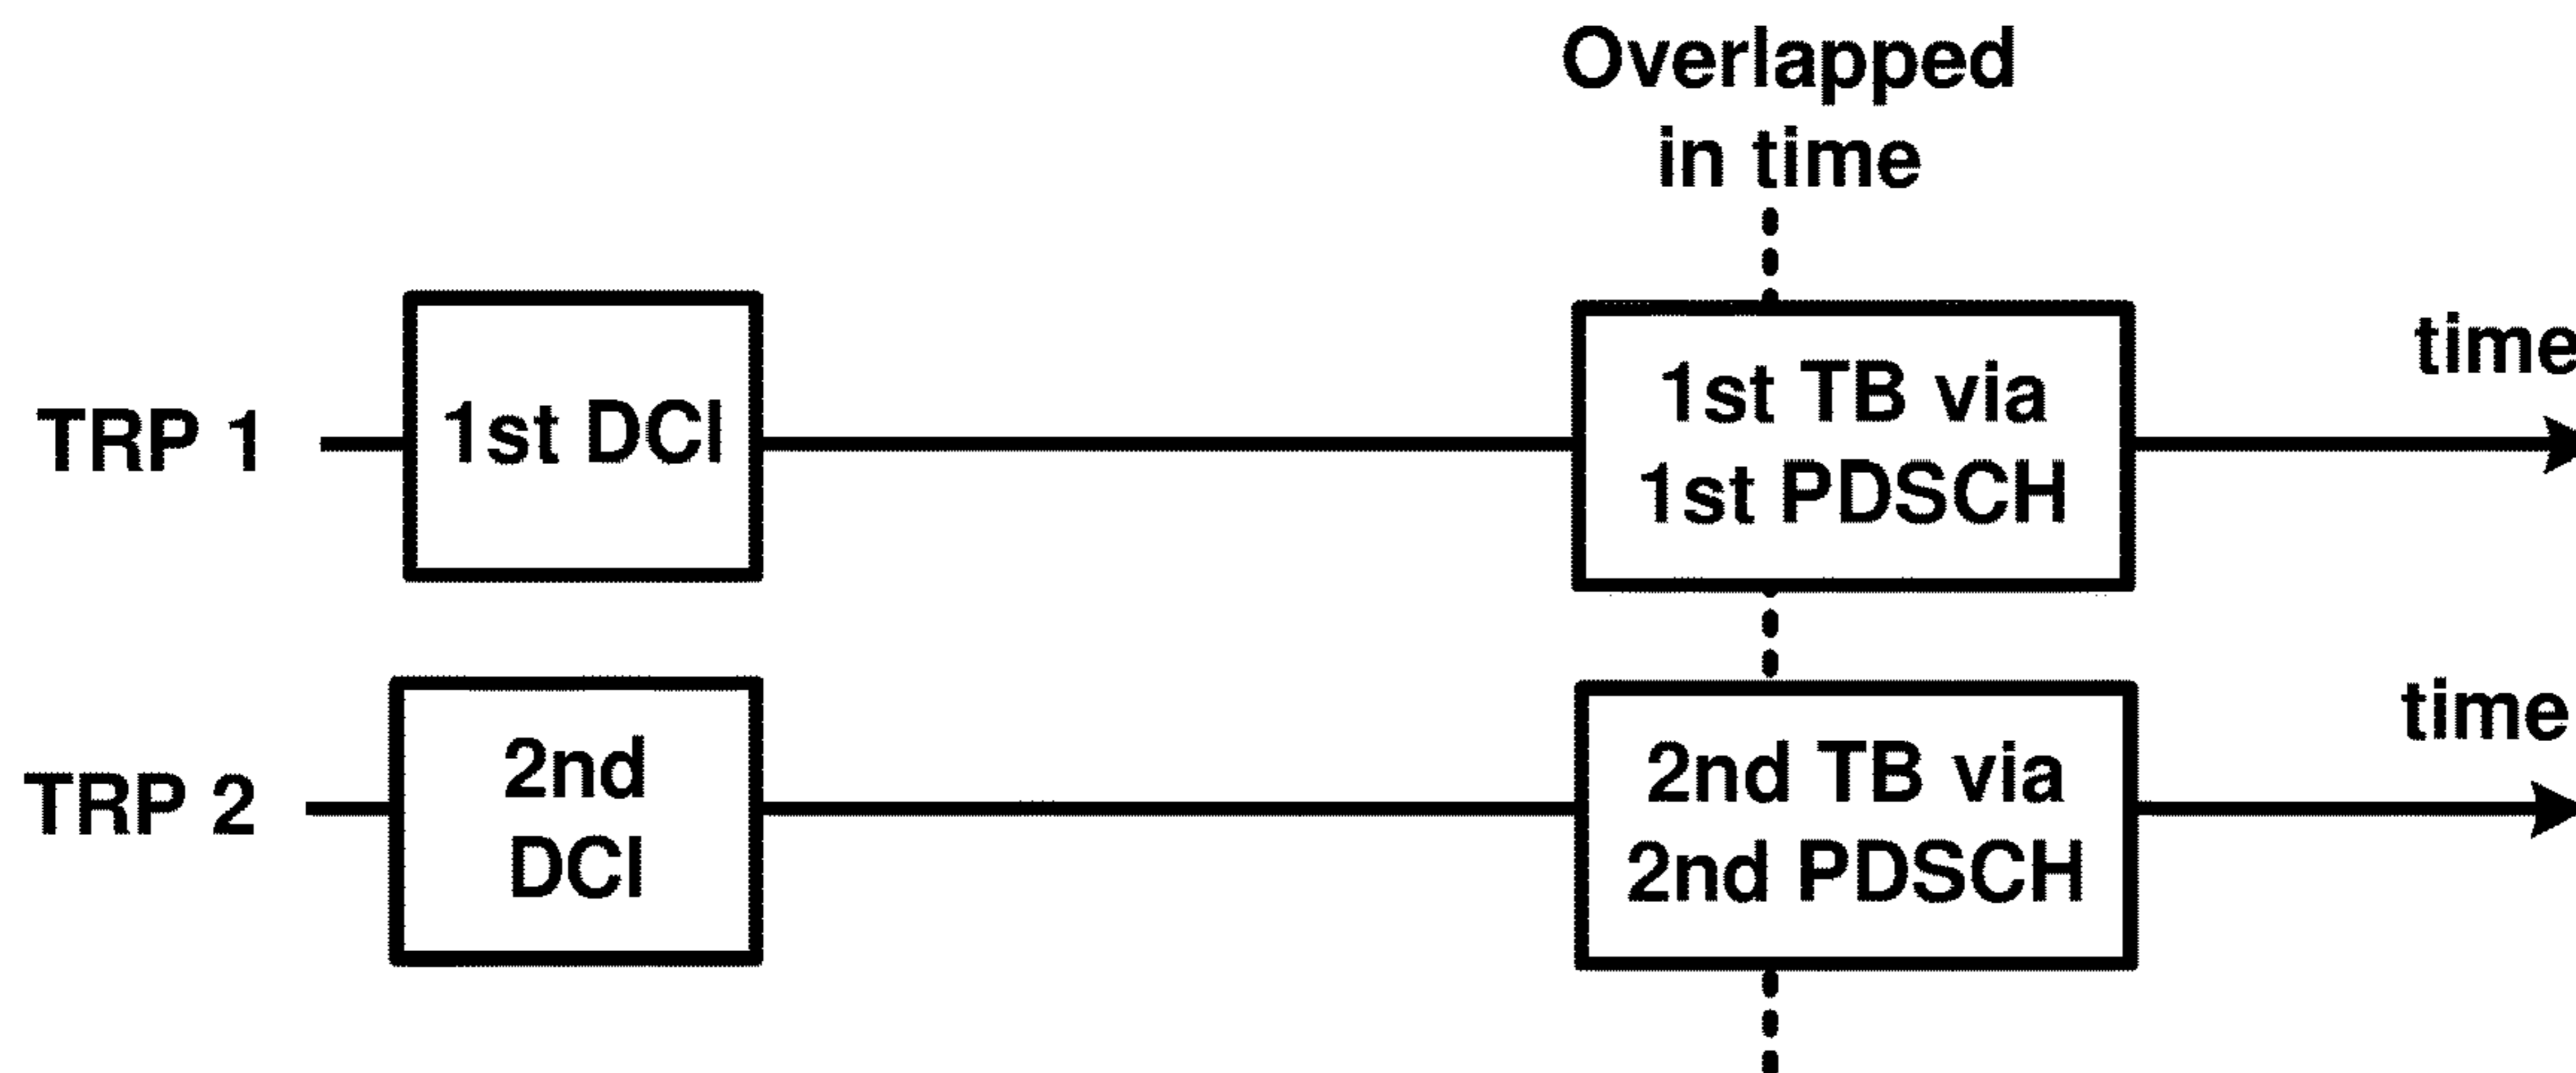 Overlapped
in time
TRP 1
1st DCI
1st TB via
1st PDSCH
time
TRP 2
2nd
DCI
2nd TB via
2nd PDSCH
time